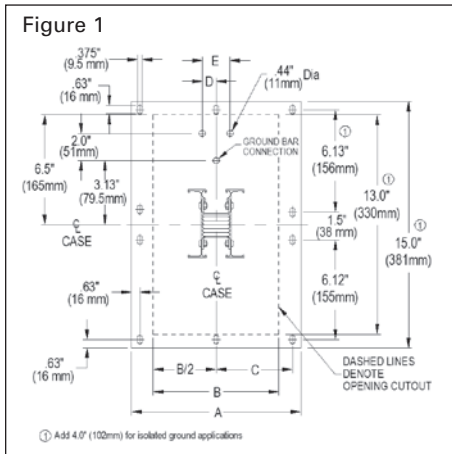 Figure 1
.375"
(9.5 mm)
.63"
(16 mm)
E
D
.44"
(11mm) Dia
2.0"
(51mm)
6.5"
(165mm)
3.13"
(79.5mm)
GROUND BAR
CONNECTION
①
6.13"
(156mm)
13.0" ①
(330mm)
15.0" ①
(381mm)
1.5"
(38 mm)
6.12"
(155mm)
℄
CASE
℄
CASE
.63"
(16 mm)
.63"
(16 mm)
B/2
C
B
A
DASHED LINES
DENOTE
OPENING CUTOUT
① Add 4.0" (102mm) for isolated ground applications